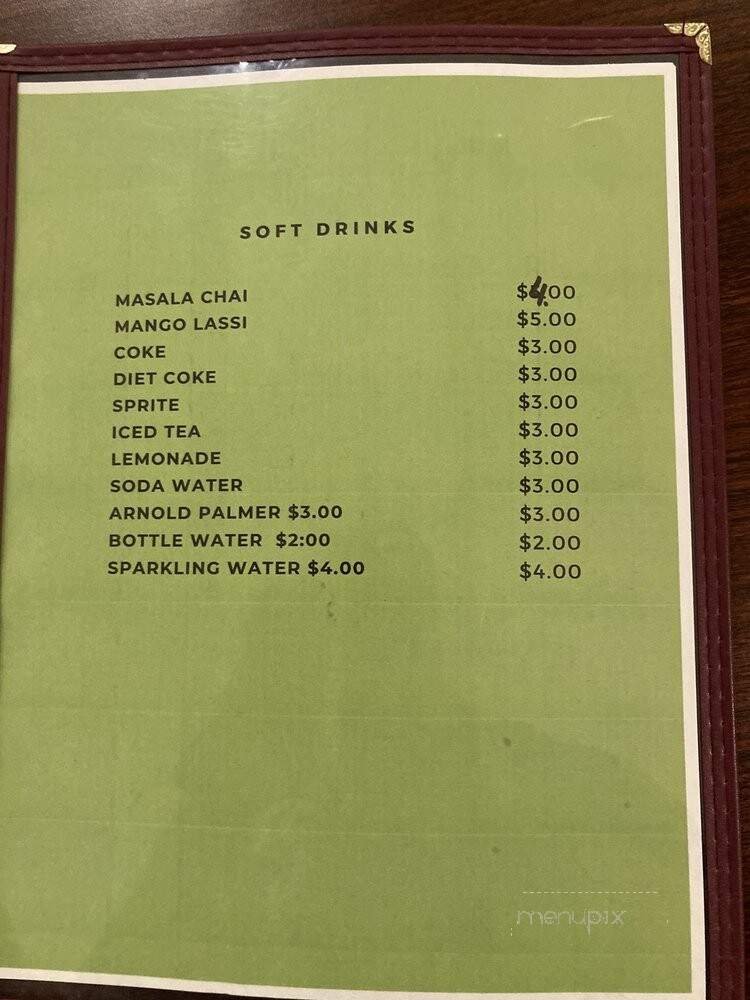 SOFT DRINKS
MASALA CHAI $4.00
MANGO LASSI $5.00
COKE $3.00
DIET COKE $3.00
SPRITE $3.00
ICED TEA $3.00
LEMONADE $3.00
SODA WATER $3.00
ARNOLD PALMER $3.00 $3.00
BOTTLE WATER $2:00 $2.00
SPARKLING WATER $4.00 $4.00
menupix